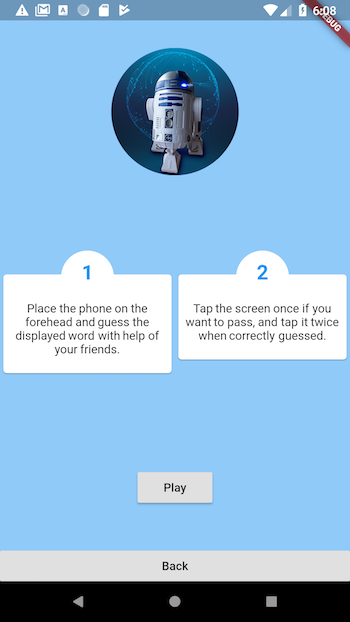 6:08
DEBUG
1
Place the phone on the
forehead and guess the
displayed word with help of
your friends.
2
Tap the screen once if you
want to pass, and tap it twice
when correctly guessed.
Play
Back